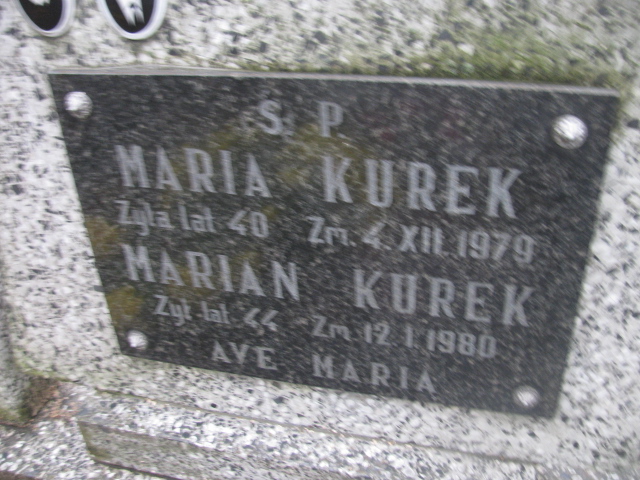 Ś. P.
MARIA KUREK
Żyła lat 40 Zm. 4.XII.1979
MARIAN KUREK
Żył lat 44 Zm. 12.I.1980
AVE MARIA